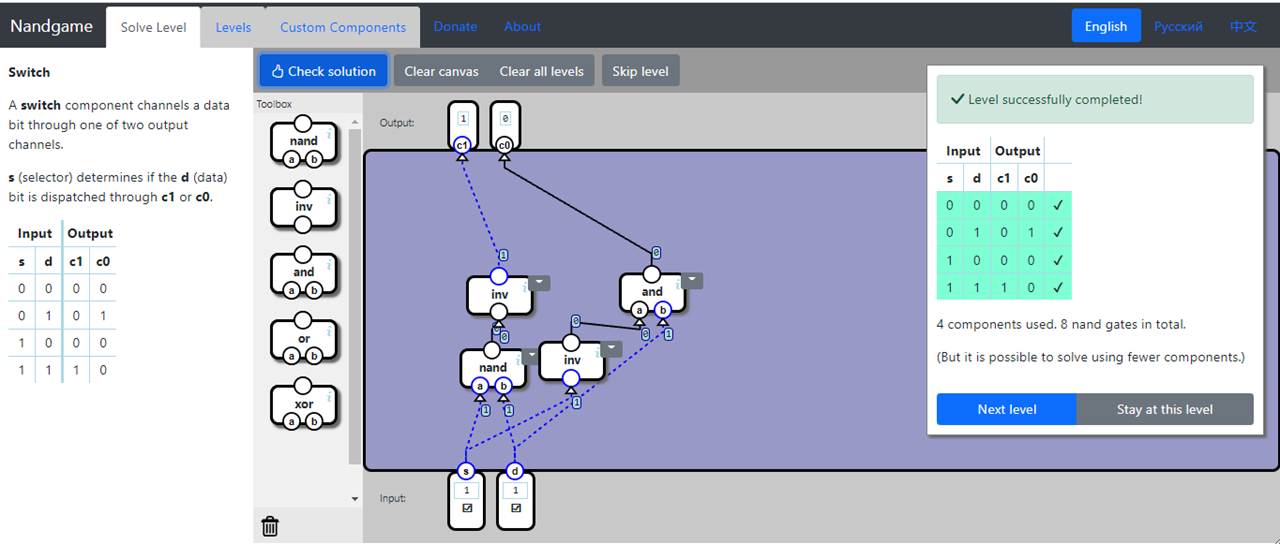 Nandgame Solve Level Levels Custom Components Donate About English Русский 中文
Switch
A switch component channels a data
bit through one of two output
channels.
s (selector) determines if the d (data)
bit is dispatched through c1 or c0.
Input Output
s d c1 c0
0 0 0 0
0 1 0 1
1 0 0 0
1 1 1 0
Check solution Clear canvas Clear all levels Skip level
Toolbox
nand
a b
inv
and
a b
or
a b
xor
a b
Output:
1 0
c1 c0
1 0
inv and
a b
0 0 0 1
nand inv
a b
1 1 1
s d
Input:
1 1
Level successfully completed!
Input Output
s d c1 c0
0 0 0 0 ✓
0 1 0 1 ✓
1 0 0 0 ✓
1 1 1 0 ✓
4 components used. 8 nand gates in total.
(But it is possible to solve using fewer components.)
Next level Stay at this level